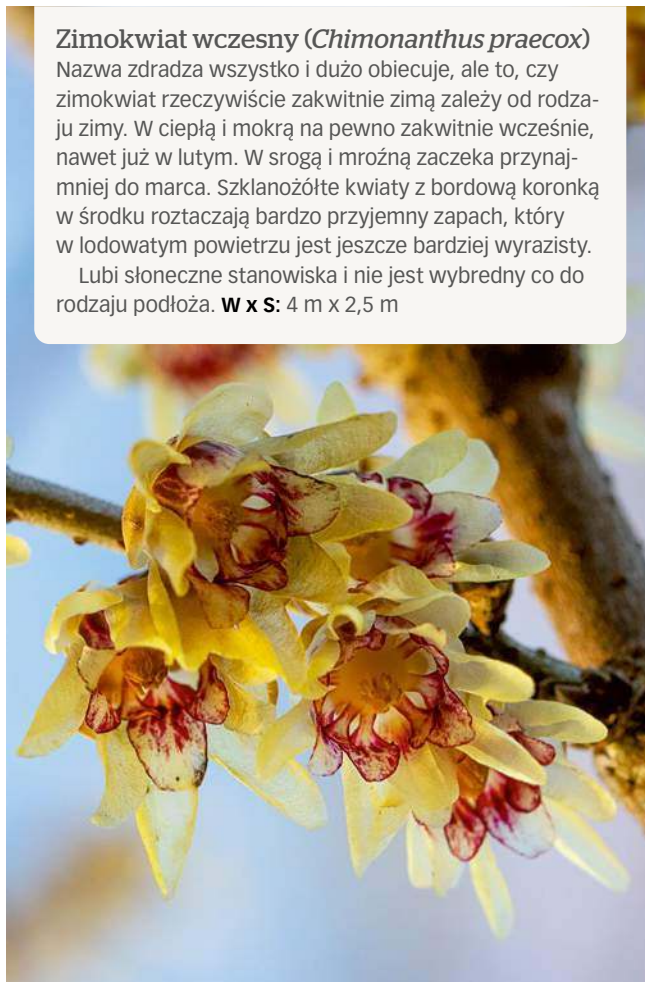 Zimokwiat wczesny (Chimonanthus praecox)
Nazwa zdradza wszystko i dużo obiecuje, ale to, czy
zimokwiat rzeczywiście zakwitnie zimą zależy od rodza-
ju zimy. W ciepłą i mokrą na pewno zakwitnie wcześnie,
nawet już w lutym. W srogą i mroźną zaczeka przynaj-
mniej do marca. Szklanożółte kwiaty z bordową koronką
w środku roztaczają bardzo przyjemny zapach, który
w lodowatym powietrzu jest jeszcze bardziej wyrazisty.
Lubi słoneczne stanowiska i nie jest wybredny co do
rodzaju podłoża. W x S: 4 m x 2,5 m